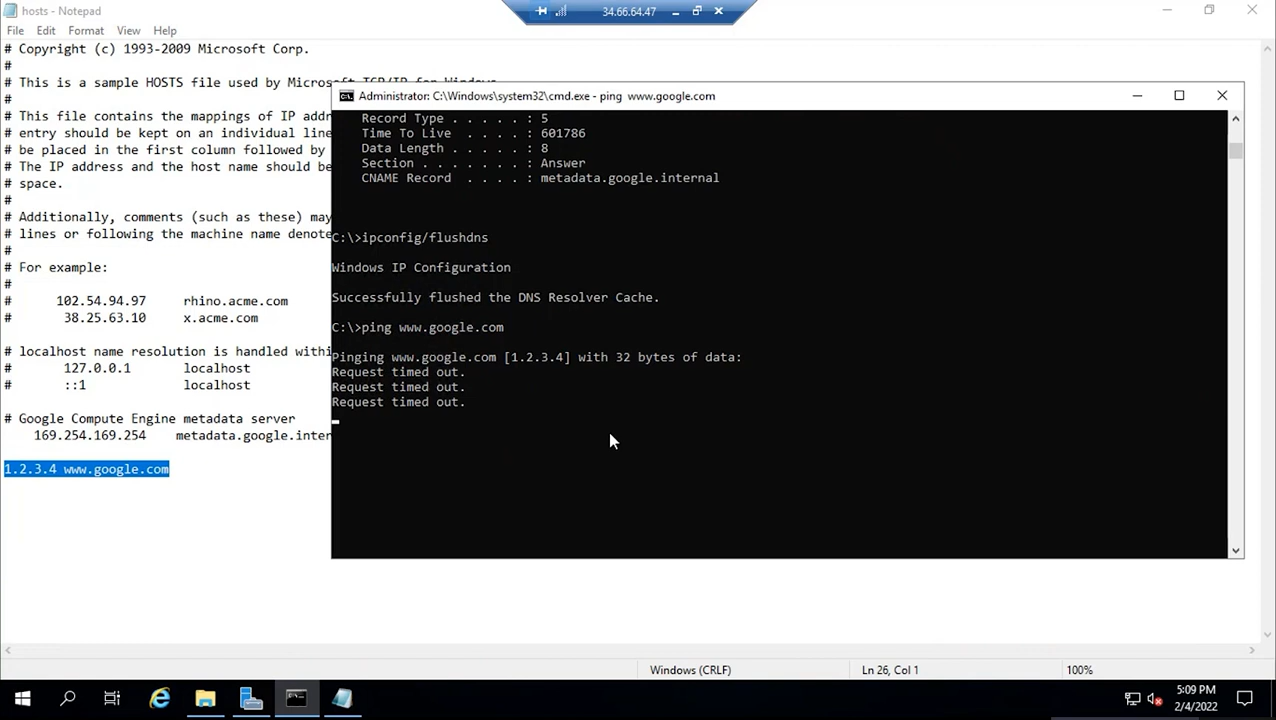 hosts - Notepad
34.66.64.47
File Edit Format View Help
# Copyright (c) 1993-2009 Microsoft Corp.
#
# This is a sample HOSTS file used by Microsoft TCP/IP for Windows.
#
# This file contains the mappings of IP addr
entry should be kept on an individual line
be placed in the first column followed by
# The IP address and the host name should be
# space.
#
# Additionally, comments (such as these) may
# lines or following the machine name denote
#
# For example:
#
# 102.54.94.97 rhino.acme.com
# 38.25.63.10 x.acme.com
# localhost name resolution is handled withi
# 127.0.0.1 localhost
# ::1 localhost
# Google Compute Engine metadata server
169.254.169.254 metadata.google.inter
1.2.3.4 www.google.com
Administrator: C:\Windows\system32\cmd.exe - ping www.google.com
Record Type . . . . . : 5
Time To Live . . . . : 601786
Data Length . . . . . : 8
Section . . . . . . . : Answer
CNAME Record . . . . : metadata.google.internal
C:\>ipconfig/flushdns
Windows IP Configuration
Successfully flushed the DNS Resolver Cache.
C:\>ping www.google.com
Pinging www.google.com [1.2.3.4] with 32 bytes of data:
Request timed out.
Request timed out.
Request timed out.
Windows (CRLF)
Ln 26, Col 1
100%
5:09 PM
2/4/2022